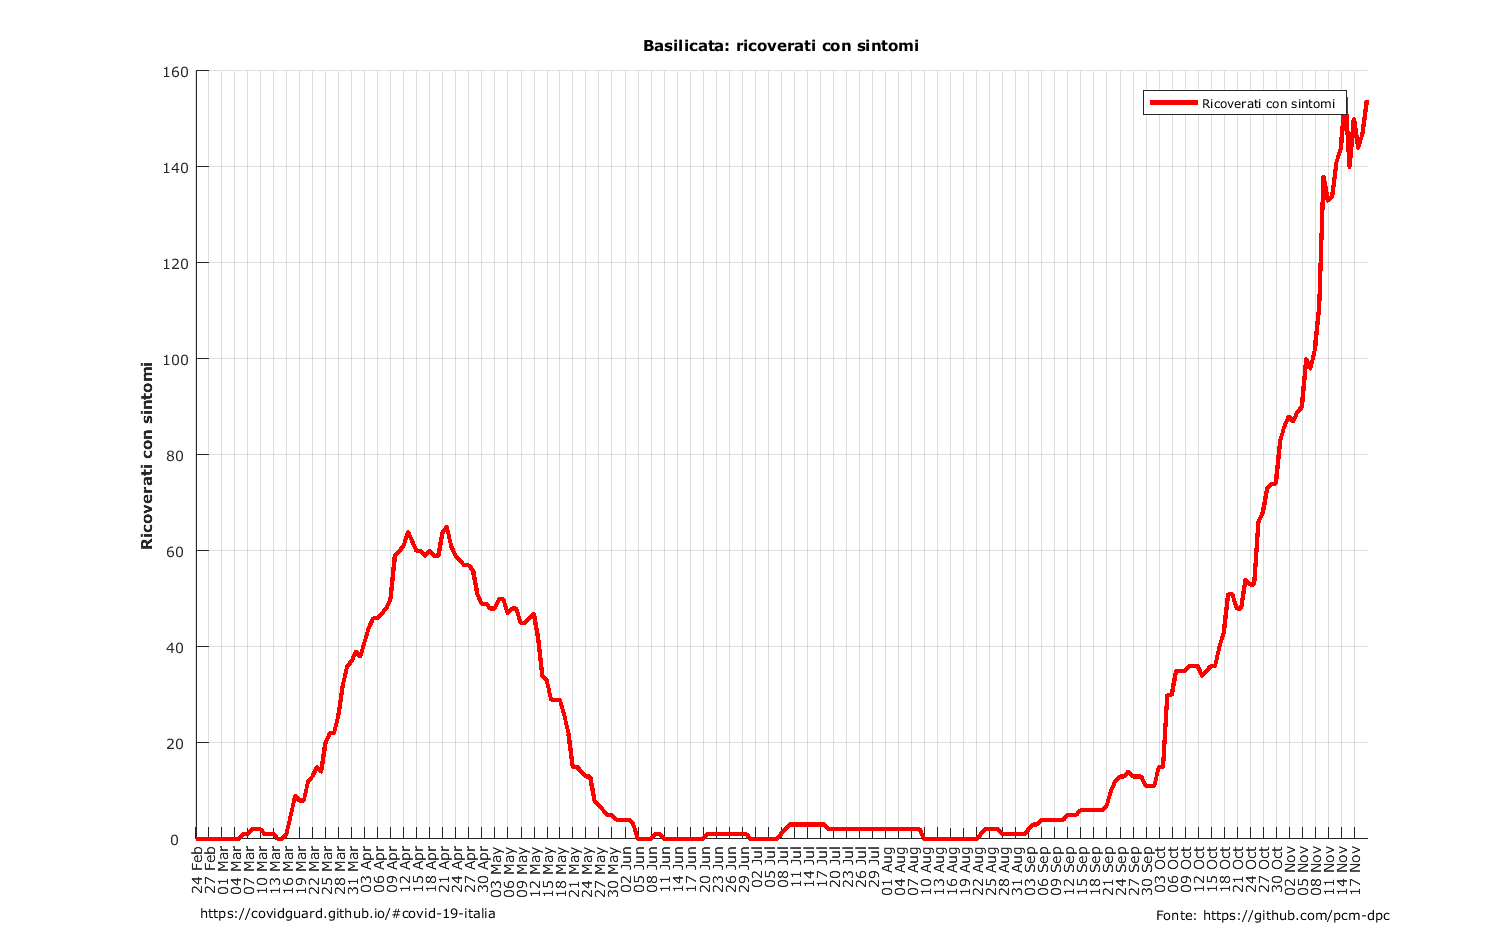 Basilicata: ricoverati con sintomi
Ricoverati con sintomi
160
140
120
100
80
60
40
20
0
Ricoverati con sintomi
24 Feb
27 Feb
01 Mar
04 Mar
07 Mar
10 Mar
13 Mar
16 Mar
19 Mar
22 Mar
25 Mar
28 Mar
31 Mar
03 Apr
06 Apr
09 Apr
12 Apr
15 Apr
18 Apr
21 Apr
24 Apr
27 Apr
30 Apr
03 May
06 May
09 May
12 May
15 May
18 May
21 May
24 May
27 May
30 May
02 Jun
05 Jun
08 Jun
11 Jun
14 Jun
17 Jun
20 Jun
23 Jun
26 Jun
29 Jun
02 Jul
05 Jul
08 Jul
11 Jul
14 Jul
17 Jul
20 Jul
23 Jul
26 Jul
29 Jul
01 Aug
04 Aug
07 Aug
10 Aug
13 Aug
16 Aug
19 Aug
22 Aug
25 Aug
28 Aug
31 Aug
03 Sep
06 Sep
09 Sep
12 Sep
15 Sep
18 Sep
21 Sep
24 Sep
27 Sep
30 Sep
03 Oct
06 Oct
09 Oct
12 Oct
15 Oct
18 Oct
21 Oct
24 Oct
27 Oct
30 Oct
02 Nov
05 Nov
08 Nov
11 Nov
14 Nov
17 Nov
https://covidguard.github.io/#covid-19-italia
Fonte: https://github.com/pcm-dpc